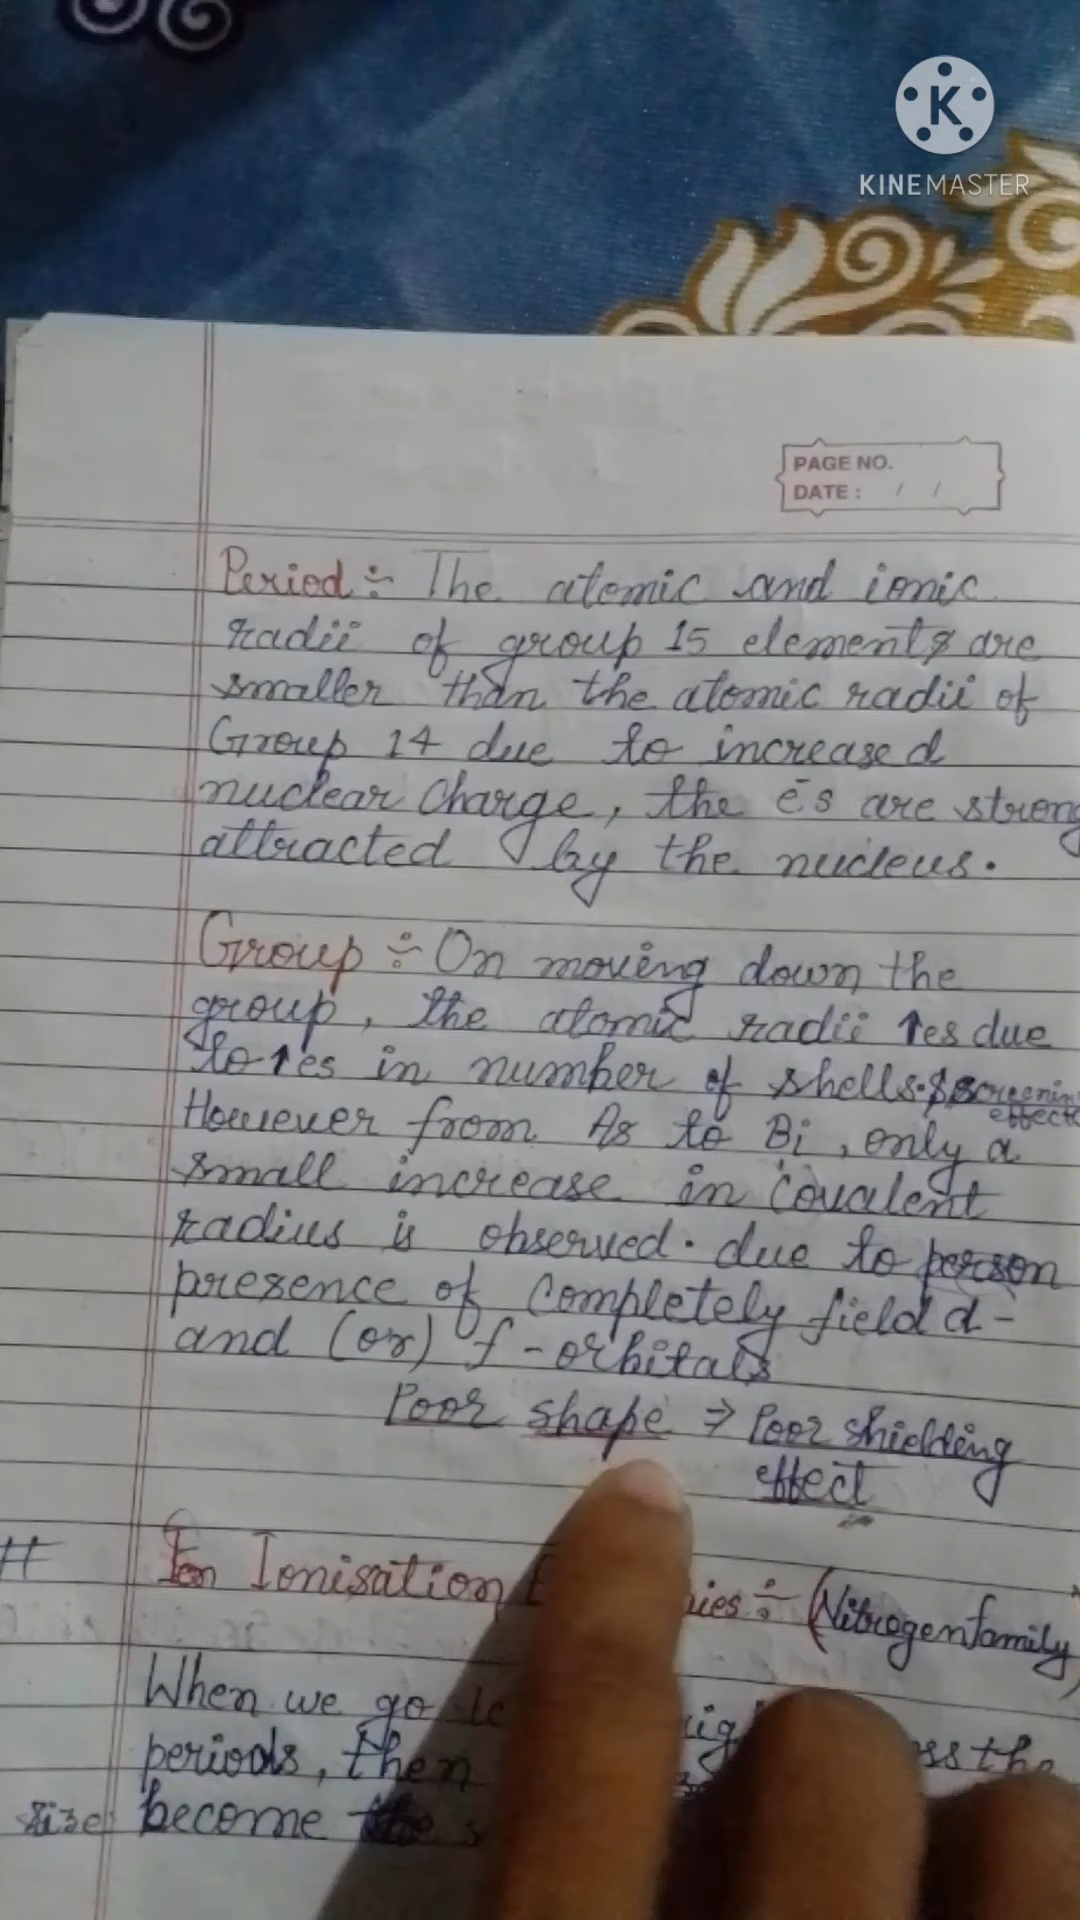 K
KINEMASTER
PAGE NO.
DATE : / /
Period ÷ The atomic and ionic
radii of group 15 elements are
smaller than the atomic radii of
Group 14 due to increased
nuclear charge, the ēs are strong
attracted by the nucleus.
Group ÷ On moving down the
group, the atomic radii ↑es due
to ↑es in number of shells. & screenin
effect
However from As to Bi, only a
small increase in covalent
radius is observed. due to
presence of completely field d-
and (or) f-orbitals
Poor shape ⇒ Poor shielding
effect
# Ionisation E ies ÷ (Nitrogen family)
When we go ss the
periods, then
size become